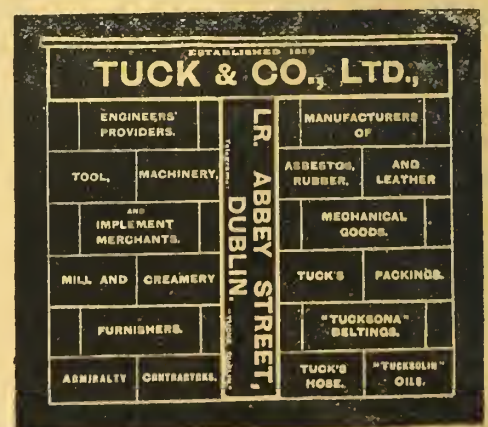 ESTABLISHED 1859
TUCK & CO., LTD.,
ENGINEERS'
PROVIDERS.
TOOL, MACHINERY,
AND
IMPLEMENT
MERCHANTS.
MILL AND CREAMERY
FURNISHERS.
ADMIRALTY CONTRACTORS.
LR. ABBEY STREET,
DUBLIN.
Telegrams:
MANUFACTURERS
OF
ASBESTOS, RUBBER, AND LEATHER
MECHANICAL
GOODS.
TUCK'S PACKINGS.
"TUCKSONA"
BELTINGS.
TUCK'S HOSE. "TUCKSOLIN" OILS.